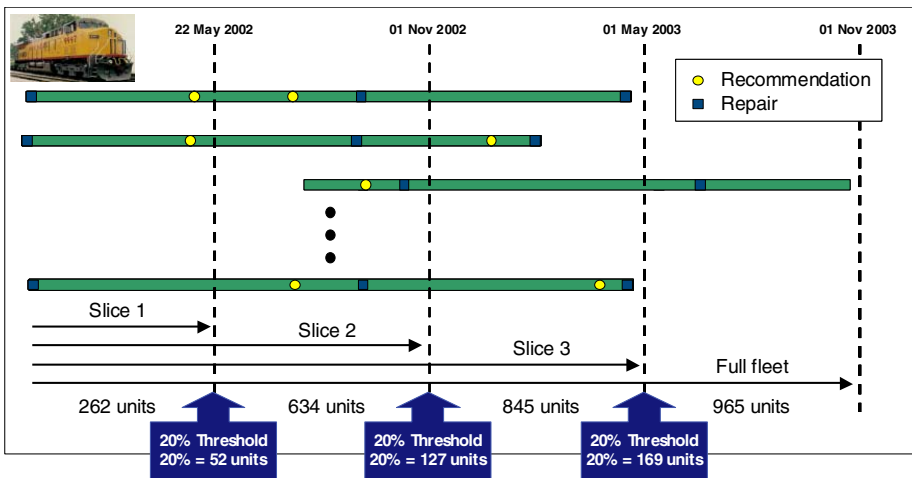 22 May 2002
01 Nov 2002
01 May 2003
01 Nov 2003
Recommendation
Repair
Slice 1
Slice 2
Slice 3
Full fleet
262 units
634 units
845 units
965 units
20% Threshold
20% = 52 units
20% Threshold
20% = 127 units
20% Threshold
20% = 169 units